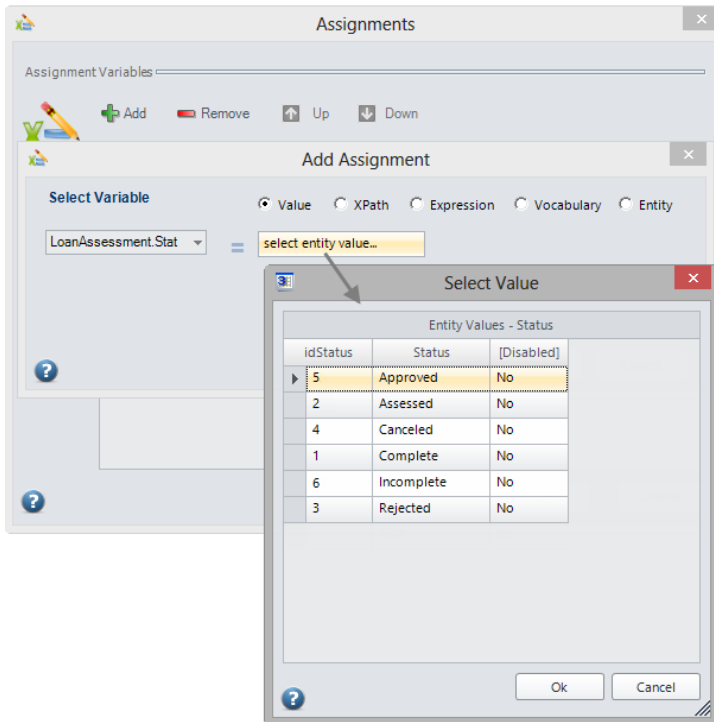 Assignments
Assignment Variables
Add Remove Up Down
Add Assignment
Select Variable
Value XPath Expression Vocabulary Entity
LoanAssessment.Stat = select entity value...
Select Value
Entity Values - Status
idStatus Status [Disabled]
5 Approved No
2 Assessed No
4 Canceled No
1 Complete No
6 Incomplete No
3 Rejected No
Ok Cancel